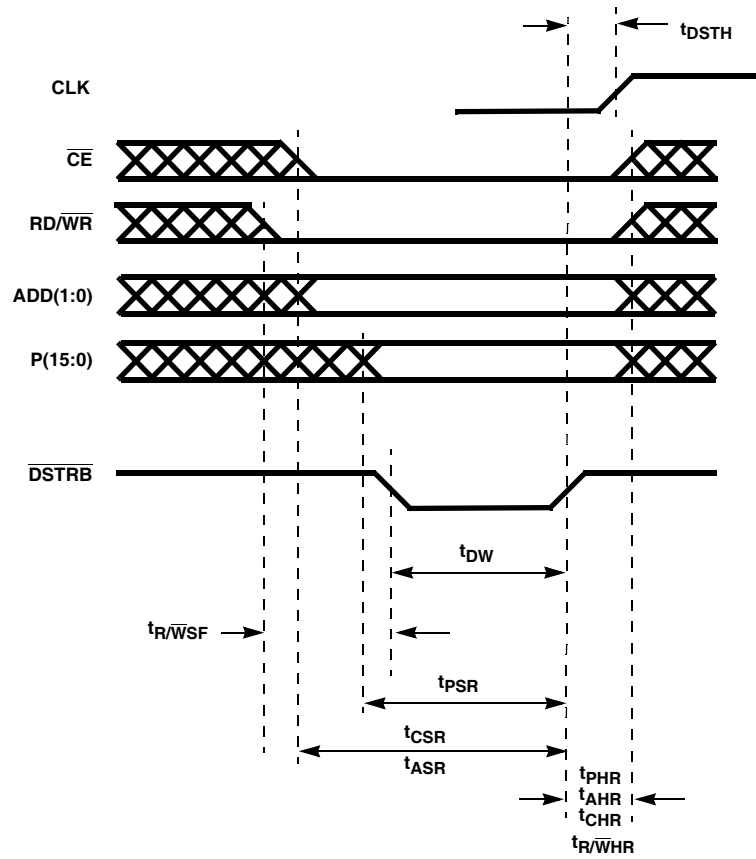 tDSTH
CLK
CE
RD/WR
ADD(1:0)
P(15:0)
DSTRB
tDW
tR/WSF
tPSR
tCSR
tASR
tPHR
tAHR
tCHR
tR/WHR